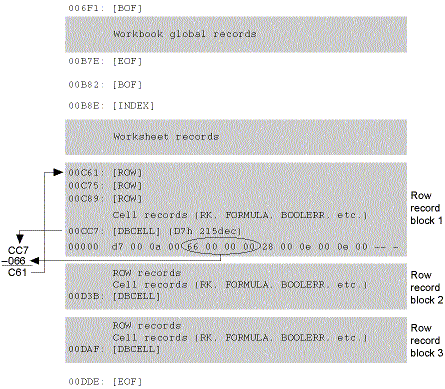 006F1: [BOF]
Workbook global records
00B7E: [EOF]
00B82: [BOF]
00B8E: [INDEX]
Worksheet records
00C61: [ROW]
00C75: [ROW]
00C89: [ROW]
Cell records (RK. FORMULA. BOOLERR. etc.)
00CC7: [DBCELL] (D7h 215dec)
00000 d7 00 0a 00 66 00 00 00 28 00 0e 00 0e 00 -- -
Row
record
block 1
CC7
-066
C61
ROW records
Cell records (RK. FORMULA. BOOLERR. etc.)
00D3B: [DBCELL]
Row
record
block 2
ROW records
Cell records (RK. FORMULA. BOOLERR. etc.)
00DAF: [DBCELL]
Row
record
block 3
00DDE: [EOF]